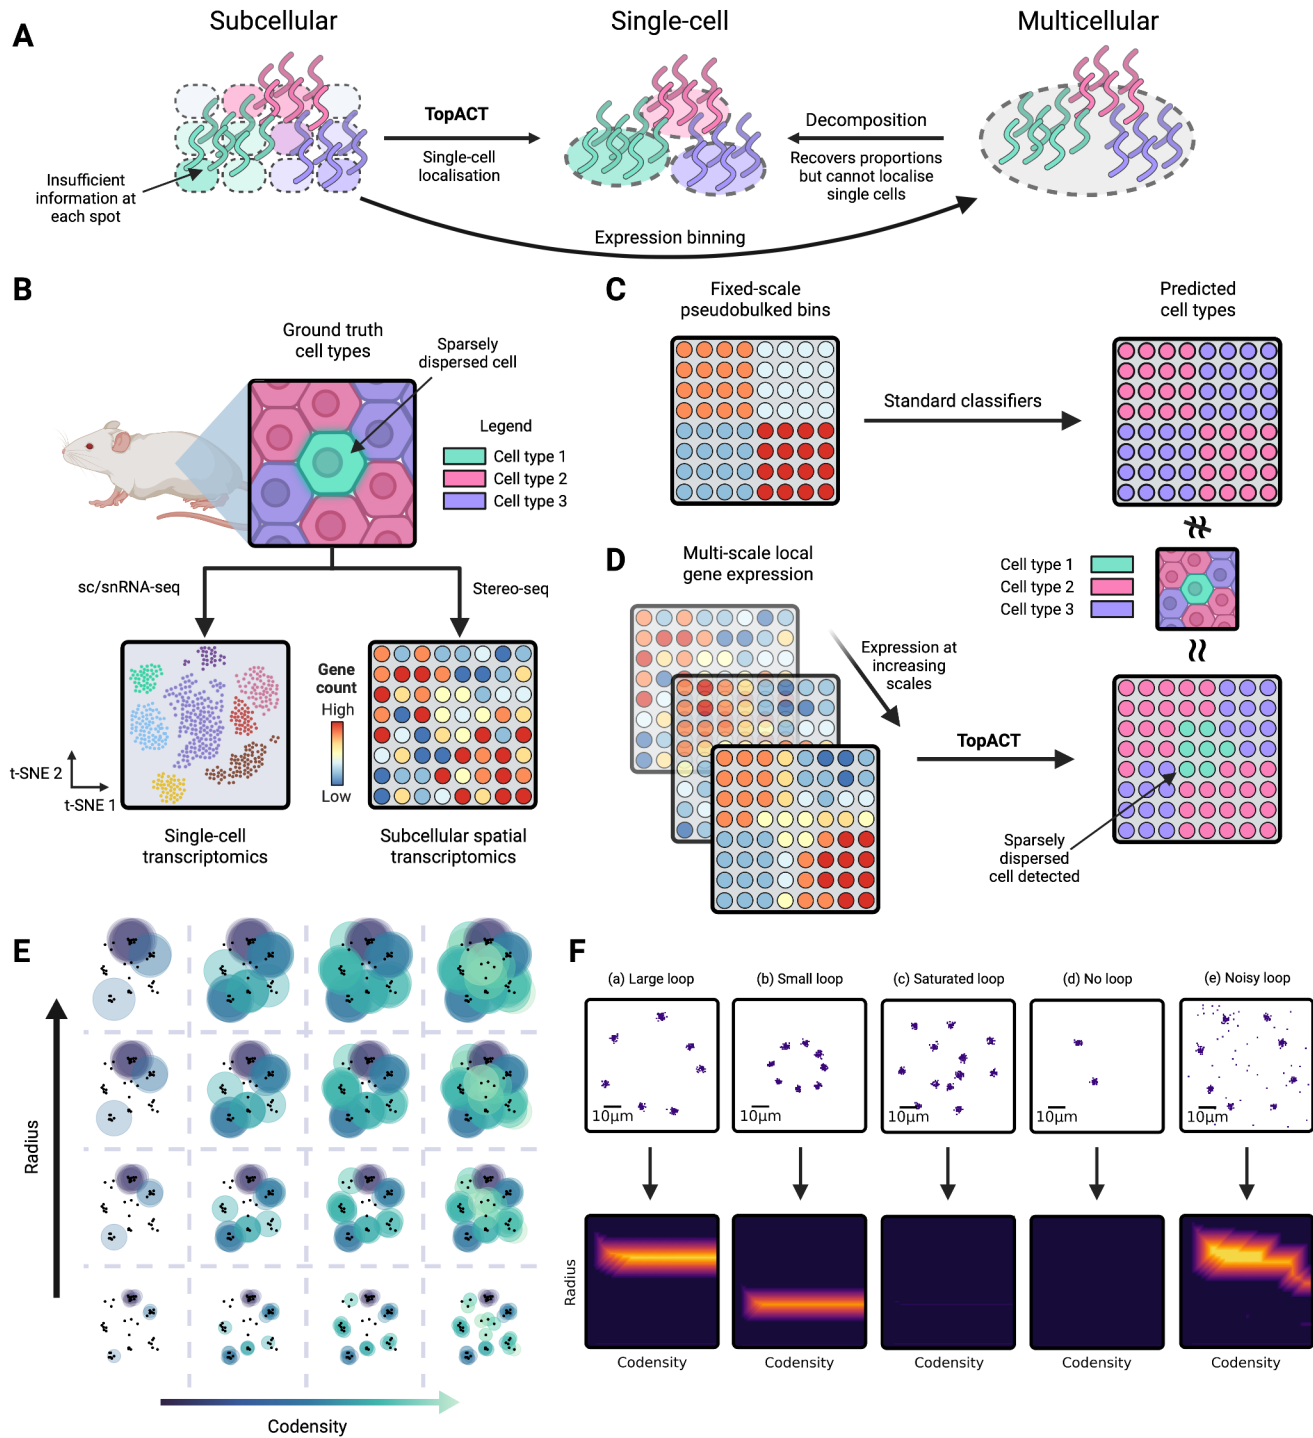 A
Subcellular
Single-cell
Multicellular
TopACT
Single-cell
localisation
Decomposition
Recovers proportions
but cannot localise
single cells
Insufficient
information at
each spot
Expression binning
B
Ground truth
cell types
Sparsely
dispersed cell
Legend
Cell type 1
Cell type 2
Cell type 3
sc/snRNA-seq
Stereo-seq
Gene
count
High
Low
t-SNE 2
t-SNE 1
Single-cell
transcriptomics
Subcellular spatial
transcriptomics
C
Fixed-scale
pseudobulked bins
Predicted
cell types
Standard classifiers
≉
D
Multi-scale local
gene expression
Cell type 1
Cell type 2
Cell type 3
≈
Expression at
increasing
scales
TopACT
Sparsely
dispersed
cell detected
E
Radius
Codensity
F
(a) Large loop
(b) Small loop
(c) Saturated loop
(d) No loop
(e) Noisy loop
10μm
10μm
10μm
10μm
10μm
Radius
Codensity
Codensity
Codensity
Codensity
Codensity